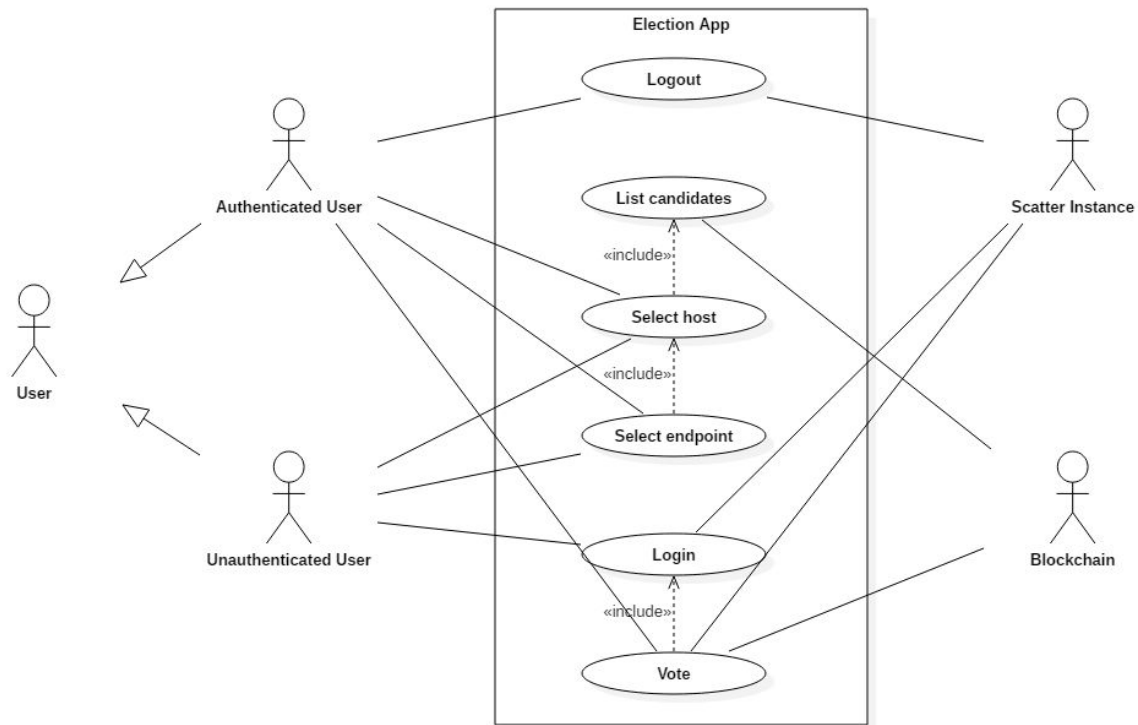 Election App
Logout
Authenticated User
List candidates
Scatter Instance
«include»
Select host
User
«include»
Select endpoint
Unauthenticated User
Login
Blockchain
«include»
Vote